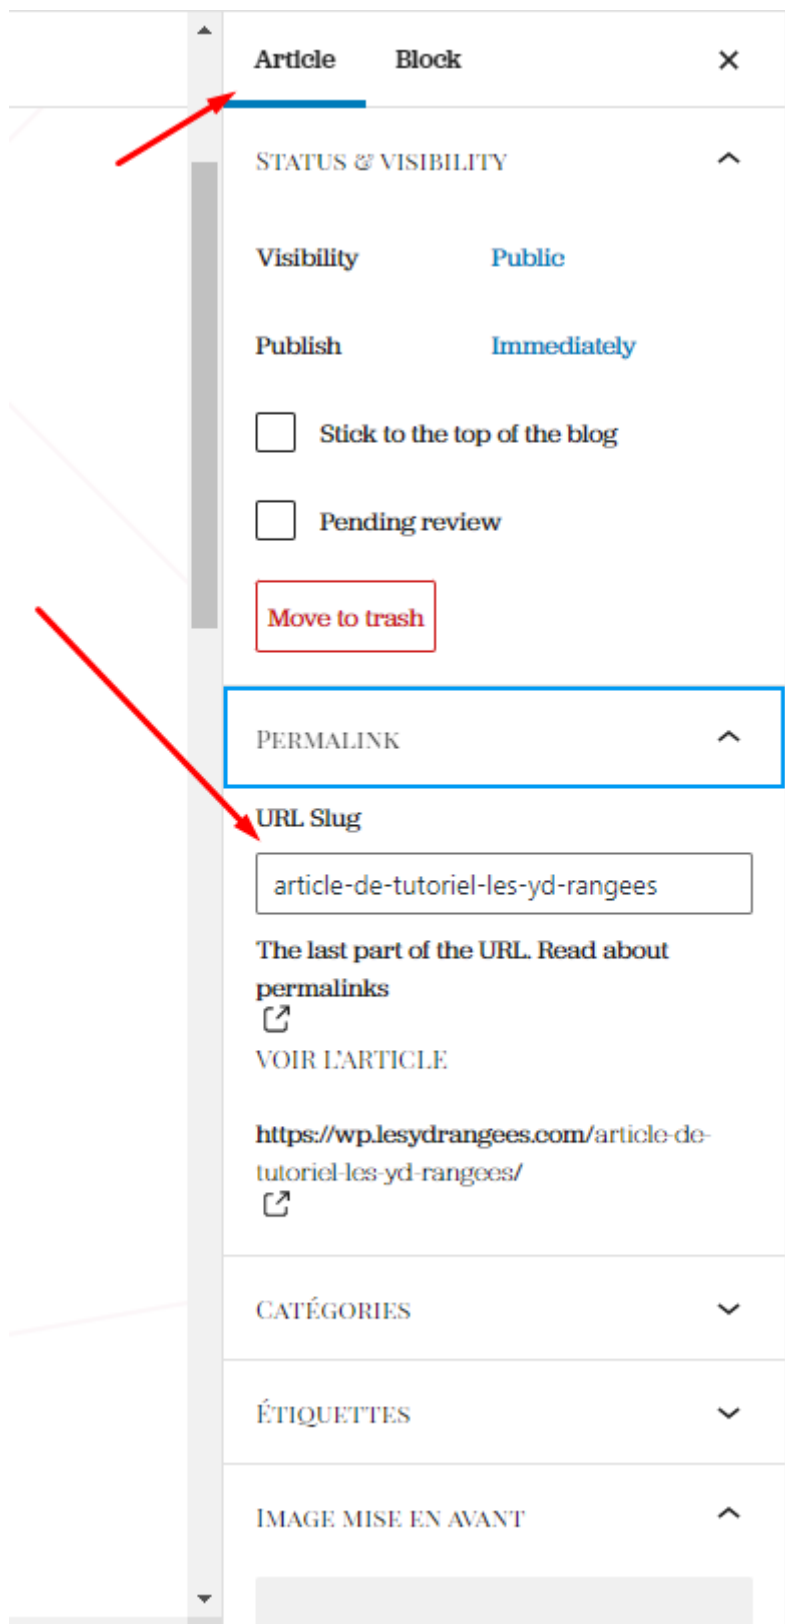 Article Block
STATUS & VISIBILITY
Visibility Public
Publish Immediately
Stick to the top of the blog
Pending review
Move to trash
PERMALINK
URL Slug
article-de-tutoriel-les-yd-rangees
The last part of the URL. Read about
permalinks
VOIR L'ARTICLE
https://wp.lesydrangees.com/article-de-
tutoriel-les-yd-rangees/
CATÉGORIES
ÉTIQUETTES
IMAGE MISE EN AVANT